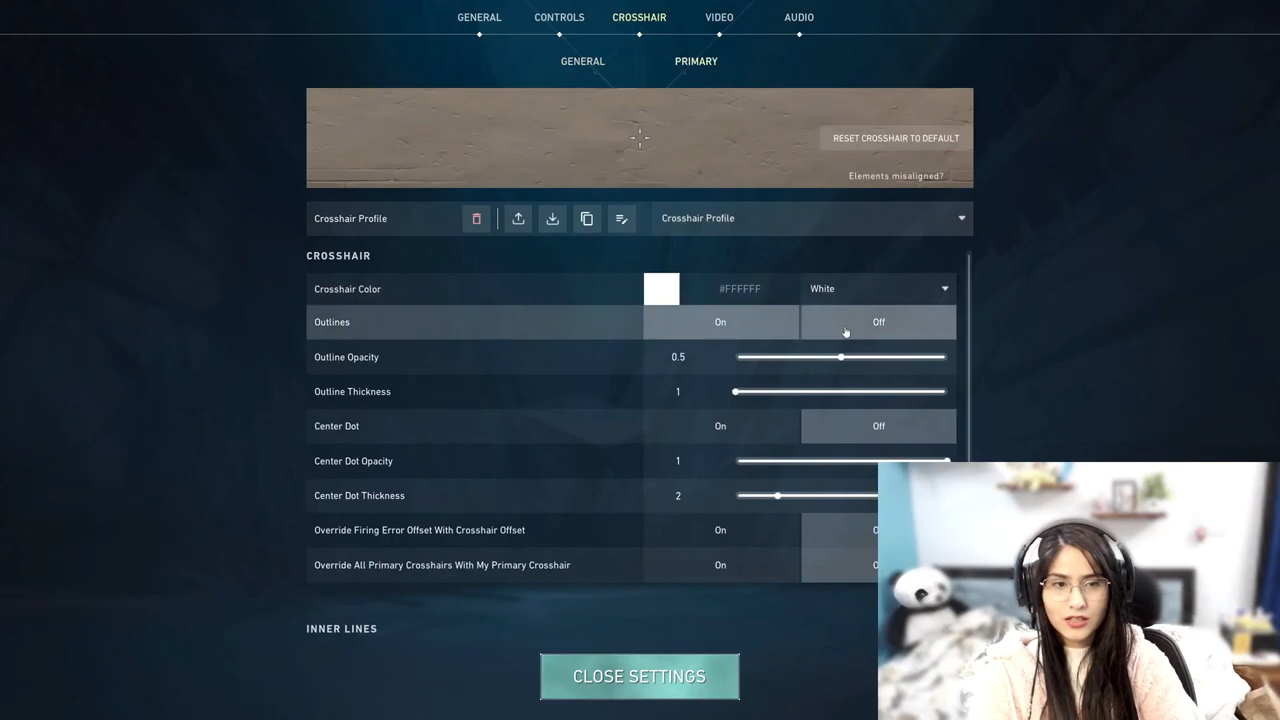 GENERAL CONTROLS CROSSHAIR VIDEO AUDIO
GENERAL PRIMARY
RESET CROSSHAIR TO DEFAULT
Elements misaligned?
Crosshair Profile Crosshair Profile
CROSSHAIR
Crosshair Color #FFFFFF White
Outlines On Off
Outline Opacity 0.5
Outline Thickness 1
Center Dot On Off
Center Dot Opacity 1
Center Dot Thickness 2
Override Firing Error Offset With Crosshair Offset On
Override All Primary Crosshairs With My Primary Crosshair On
INNER LINES
CLOSE SETTINGS